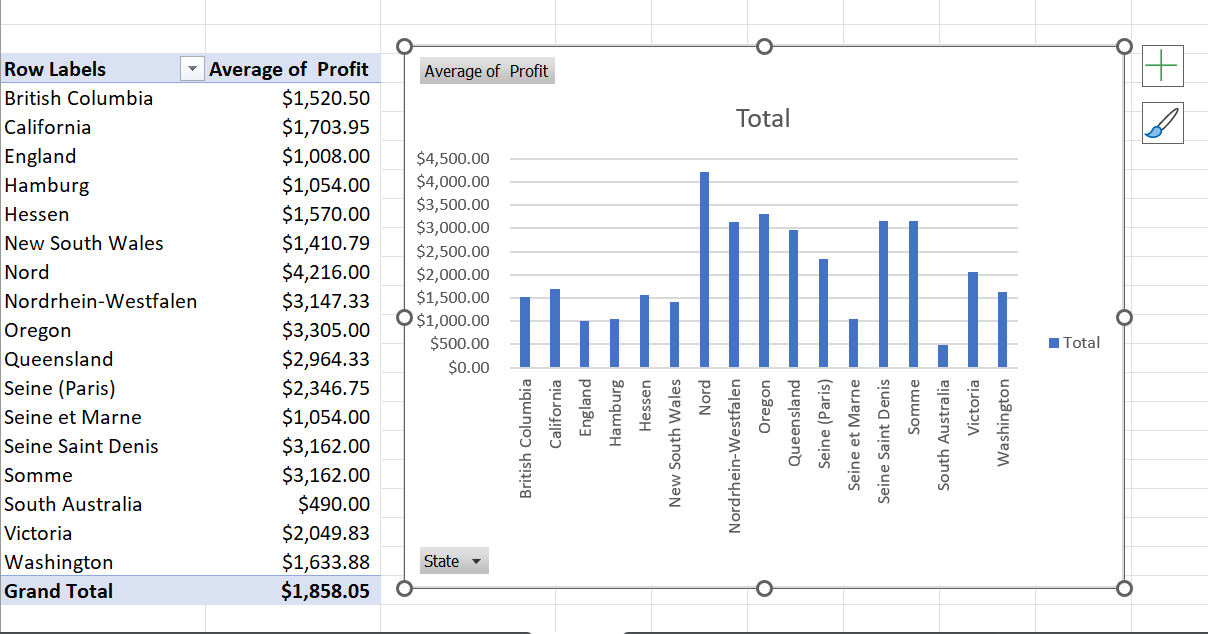 Row Labels Average of  Profit
British Columbia $1,520.50
California $1,703.95
England $1,008.00
Hamburg $1,054.00
Hessen $1,570.00
New South Wales $1,410.79
Nord $4,216.00
Nordrhein-Westfalen $3,147.33
Oregon $3,305.00
Queensland $2,964.33
Seine (Paris) $2,346.75
Seine et Marne $1,054.00
Seine Saint Denis $3,162.00
Somme $3,162.00
South Australia $490.00
Victoria $2,049.83
Washington $1,633.88
Grand Total $1,858.05
Average of  Profit
Total
$4,500.00
$4,000.00
$3,500.00
$3,000.00
$2,500.00
$2,000.00
$1,500.00
$1,000.00
$500.00
$0.00
British Columbia
California
England
Hamburg
Hessen
New South Wales
Nord
Nordrhein-Westfalen
Oregon
Queensland
Seine (Paris)
Seine et Marne
Seine Saint Denis
Somme
South Australia
Victoria
Washington
Total
State